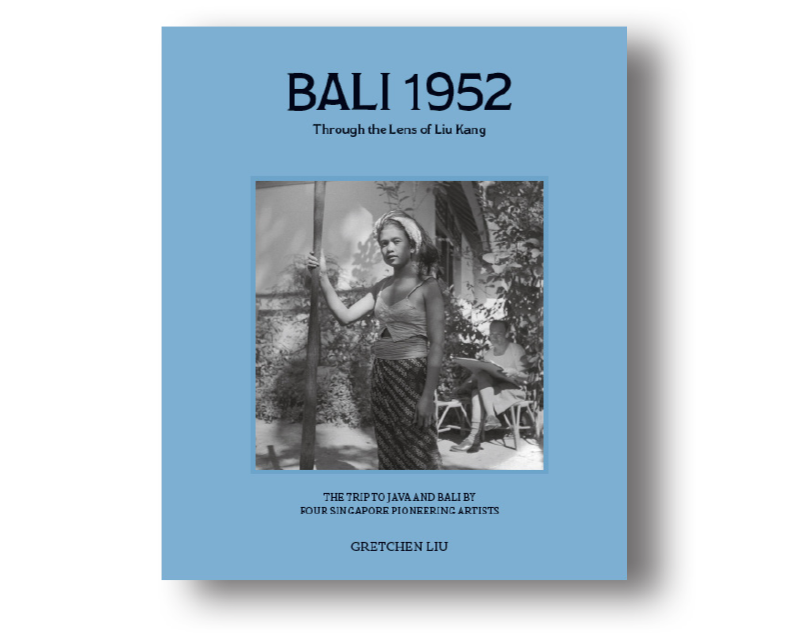 BALI 1952
Through the Lens of Liu Kang
THE TRIP TO JAVA AND BALI BY
FOUR SINGAPORE PIONEERING ARTISTS
GRETCHEN LIU